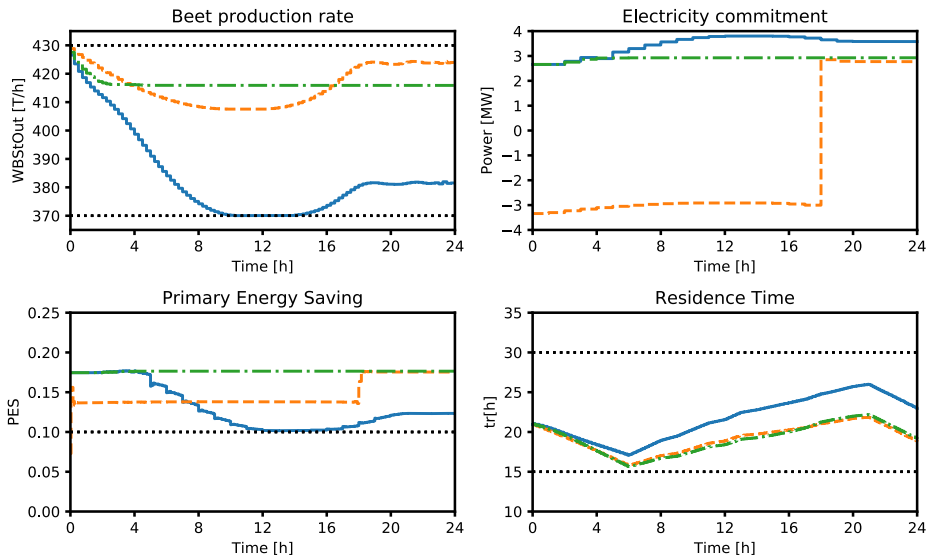 Beet production rate
WBStOut [T/h]
430
420
410
400
390
380
370
0 4 8 12 16 20 24
Time [h]
Electricity commitment
Power [MW]
4
3
2
1
0
−1
−2
−3
−4
0 4 8 12 16 20 24
Time [h]
Primary Energy Saving
PES
0.25
0.20
0.15
0.10
0.05
0.00
0 4 8 12 16 20 24
Time [h]
Residence Time
tr[h]
35
30
25
20
15
10
0 4 8 12 16 20 24
Time [h]